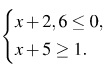 x + 2,6 ≤ 0,
x + 5 ≥ 1.